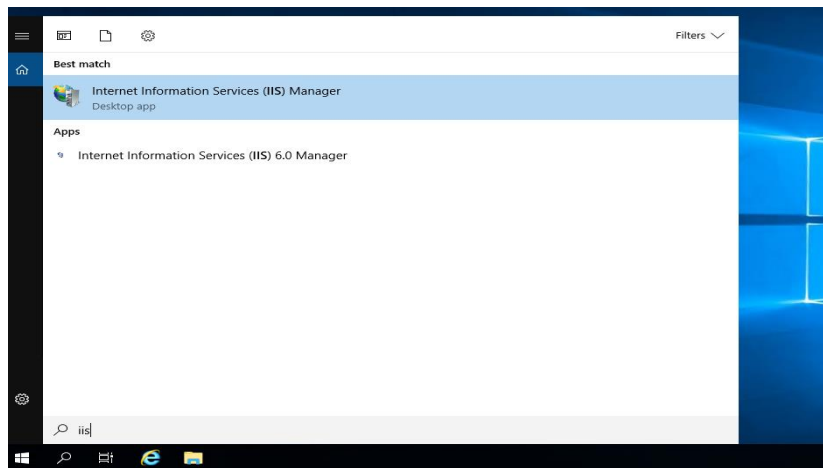 Filters
Best match
Internet Information Services (IIS) Manager
Desktop app
Apps
Internet Information Services (IIS) 6.0 Manager
iis